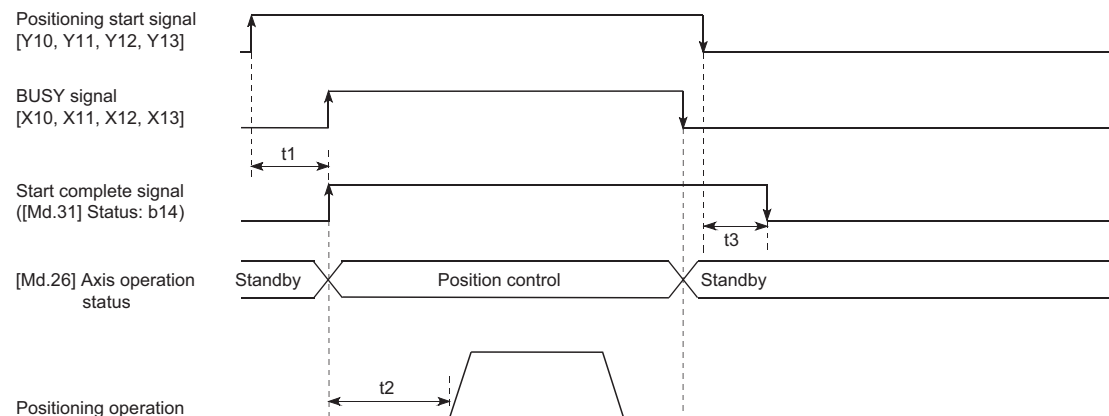 Positioning start signal
[Y10, Y11, Y12, Y13]
BUSY signal
[X10, X11, X12, X13]
t1
Start complete signal
([Md.31] Status: b14)
t3
[Md.26] Axis operation
status
Standby
Position control
Standby
t2
Positioning operation